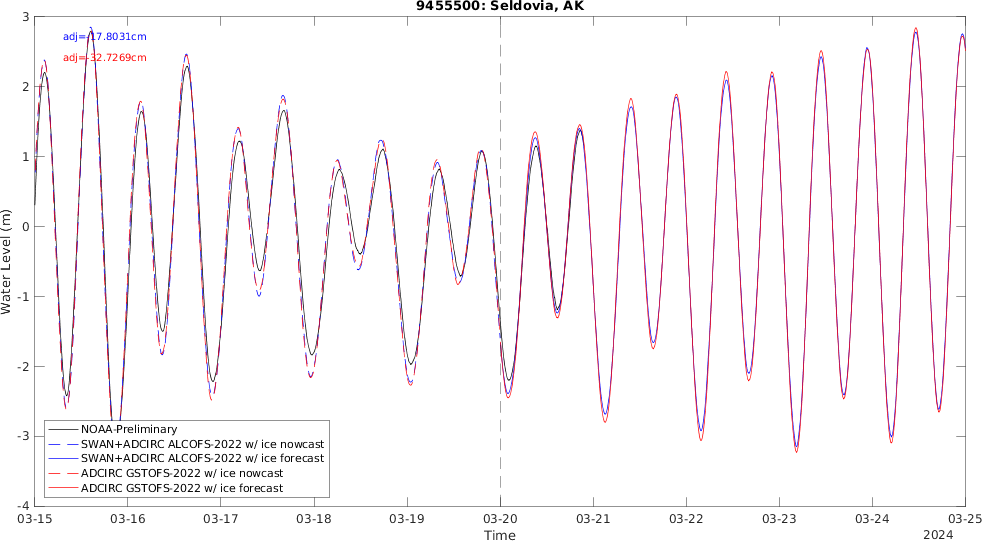 9455500: Seldovia, AK
adj=-17.8031cm
adj=-32.7269cm
Water Level (m)
3
2
1
0
-1
-2
-3
-4
NOAA-Preliminary
SWAN+ADCIRC ALCOFS-2022 w/ ice nowcast
SWAN+ADCIRC ALCOFS-2022 w/ ice forecast
ADCIRC GSTOFS-2022 w/ ice nowcast
ADCIRC GSTOFS-2022 w/ ice forecast
03-15 03-16 03-17 03-18 03-19 03-20 03-21 03-22 03-23 03-24 03-25
Time
2024